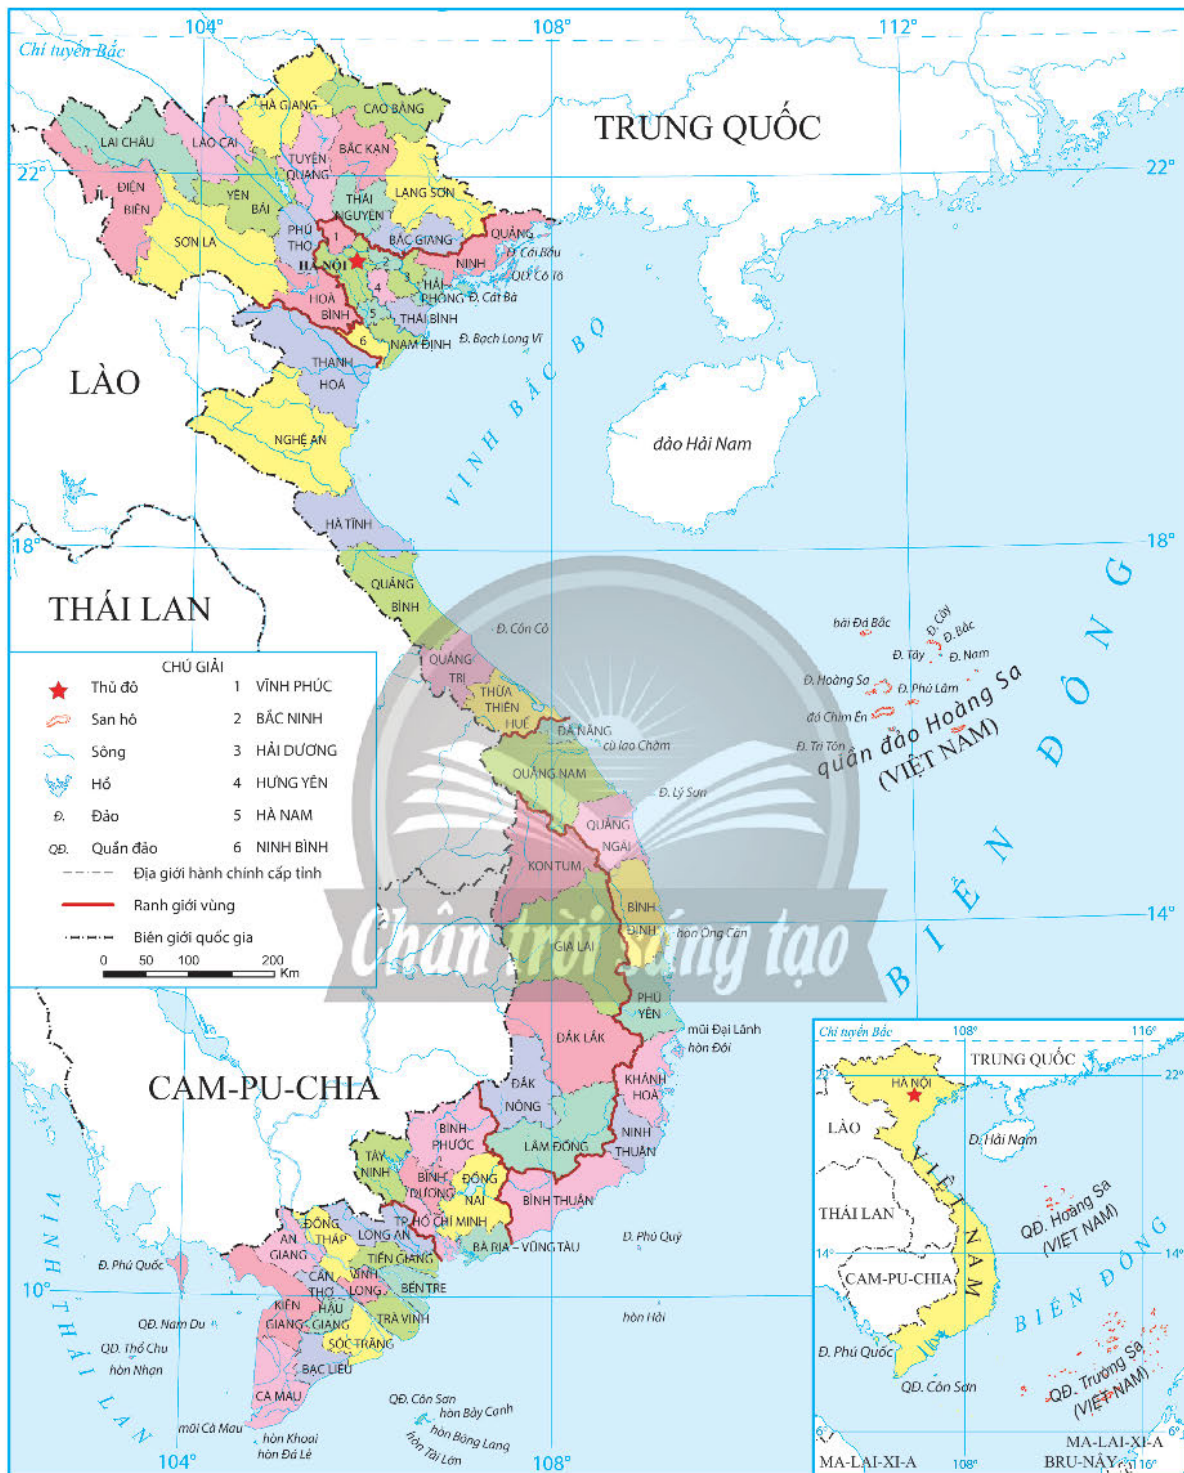 104°
108°
112°
Chí tuyến Bắc
HÀ GIANG
CAO BẰNG
TRUNG QUỐC
LAI CHÂU
LÀO CAI
BẮC KẠN
TUYÊN
QUANG
22°
22°
ĐIỆN
BIÊN
YÊN
BÁI
LẠNG SƠN
THÁI
NGUYÊN
SƠN LA
PHÚ
THỌ
1
BẮC GIANG
QUẢNG
NINH
Đ. Cái Bầu
QĐ. Cô Tô
HÀ NỘI
2
3
4
HẢI
PHÒNG
Đ. Cát Bà
HOÀ
BÌNH
5
THÁI BÌNH
6
NAM ĐỊNH
Đ. Bạch Long Vĩ
VỊNH BẮC BỘ
THANH
HOÁ
LÀO
NGHỆ AN
đảo Hải Nam
HÀ TĨNH
18°
18°
QUẢNG
BÌNH
THÁI LAN
Đ. Cồn Cỏ
bãi Đá Bắc
Đ. Cây
Đ. Bắc
Đ. Tây
Đ. Nam
QUẢNG
TRỊ
Đ. Hoàng Sa
Đ. Phú Lâm
THỪA
THIÊN
HUẾ
đá Chim Én
ĐÀ NẴNG
cù lao Chàm
Đ. Tri Tôn
quần đảo Hoàng Sa
(VIỆT NAM)
BIỂN ĐÔNG
QUẢNG NAM
Đ. Lý Sơn
QUẢNG
NGÃI
KON TUM
BÌNH
ĐỊNH
hòn Ông Căn
14°
GIA LAI
Chân trời sáng tạo
PHÚ
YÊN
mũi Đại Lãnh
hòn Đôi
ĐẮK LẮK
KHÁNH
HOÀ
ĐẮK
NÔNG
CAM-PU-CHIA
LÂM ĐỒNG
NINH
THUẬN
BÌNH
PHƯỚC
TÂY
NINH
BÌNH
DƯƠNG
ĐỒNG
NAI
BÌNH THUẬN
TP. HỒ CHÍ MINH
BÀ RỊA – VŨNG TÀU
Đ. Phú Quý
LONG AN
ĐỒNG
THÁP
AN
GIANG
TIỀN GIANG
Đ. Phú Quốc
CẦN
THƠ
VĨNH
LONG
BẾN TRE
10°
KIÊN
GIANG
HẬU
GIANG
TRÀ VINH
hòn Hải
QĐ. Nam Du
SÓC TRĂNG
QĐ. Thổ Chu
hòn Nhạn
BẠC LIÊU
CÀ MAU
VỊNH THÁI LAN
QĐ. Côn Sơn
hòn Bảy Cạnh
hòn Bông Lang
hòn Tài Lớn
mũi Cà Mau
hòn Khoai
hòn Đá Lẻ
104°
108°
CHÚ GIẢI
Thủ đô
1 VĨNH PHÚC
San hô
2 BẮC NINH
Sông
3 HẢI DƯƠNG
Hồ
4 HƯNG YÊN
Đ. Đảo
5 HÀ NAM
QĐ. Quần đảo
6 NINH BÌNH
Địa giới hành chính cấp tỉnh
Ranh giới vùng
Biên giới quốc gia
0 50 100 200
Km
Chí tuyến Bắc
108°
116°
TRUNG QUỐC
22°
22°
HÀ NỘI
LÀO
Đ. Hải Nam
VIỆT NAM
THÁI LAN
QĐ. Hoàng Sa
(VIỆT NAM)
14°
14°
CAM-PU-CHIA
BIỂN ĐÔNG
Đ. Phú Quốc
QĐ. Côn Sơn
QĐ. Trường Sa
(VIỆT NAM)
6°
6°
MA-LAI-XI-A
108°
MA-LAI-XI-A
BRU-NÂY
116°